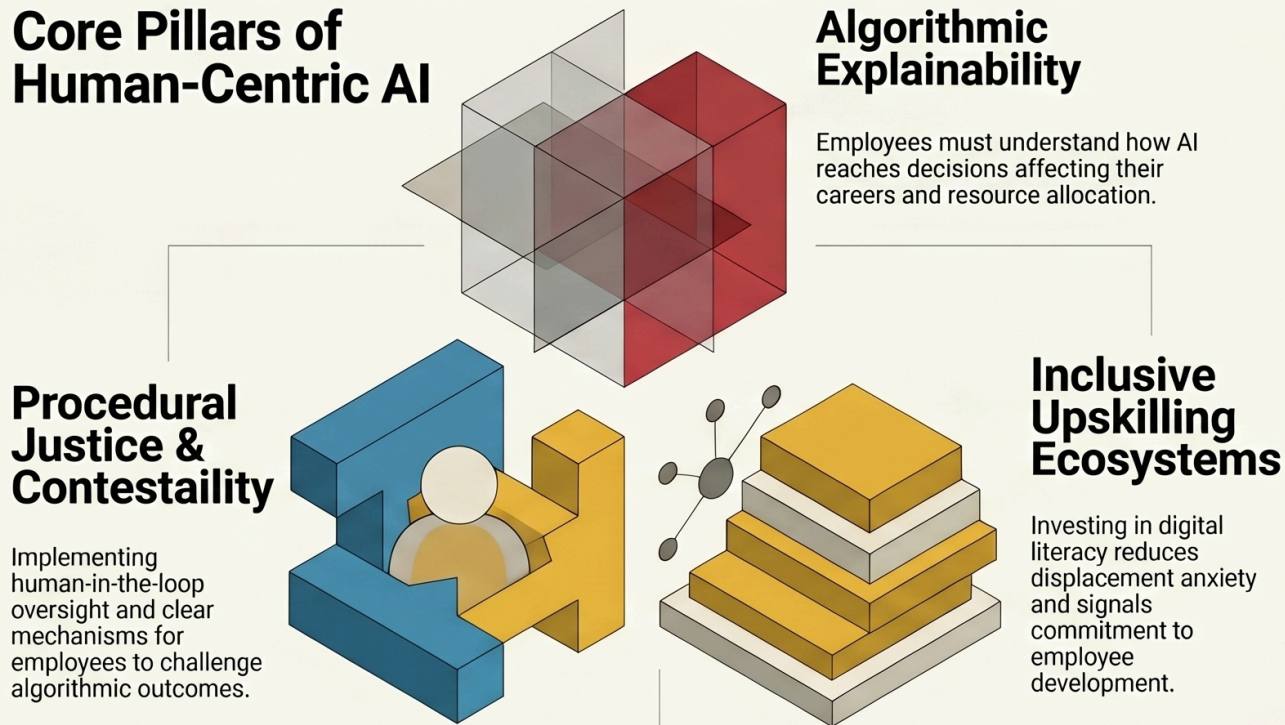 Core Pillars of
Human-Centric AI
Algorithmic
Explainability
Employees must understand how AI
reaches decisions affecting their
careers and resource allocation.
Procedural
Justice &
Contestaility
Implementing
human-in-the-loop
oversight and clear
mechanisms for
employees to challenge
algorithmic outcomes.
Inclusive
Upskilling
Ecosystems
Investing in digital
literacy reduces
displacement anxiety
and signals
commitment to
employee
development.